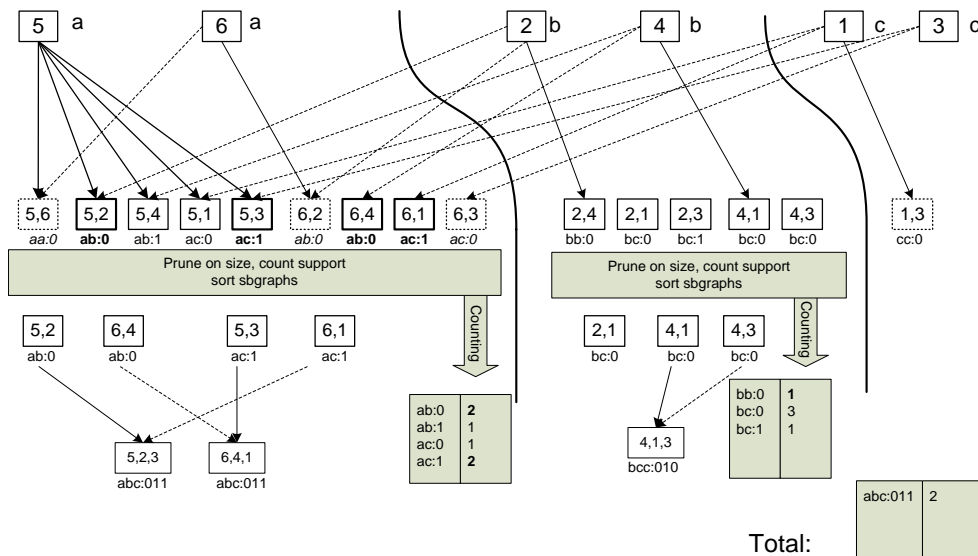 5 a 6 a 2 b 4 b 1 c 3 c
5,6 5,2 5,4 5,1 5,3 6,2 6,4 6,1 6,3 2,4 2,1 2,3 4,1 4,3 1,3
aa:0 ab:0 ab:1 ac:0 ac:1 ab:0 ab:0 ac:1 ac:0 bb:0 bc:0 bc:1 bc:0 bc:0 cc:0
Prune on size, count support
sort sbgraphs
Prune on size, count support
sort sbgraphs
Counting
Counting
5,2 6,4 5,3 6,1 2,1 4,1 4,3
ab:0 ab:0 ac:1 ac:1 bc:0 bc:0 bc:0
ab:0 2
ab:1 1
ac:0 1
ac:1 2
bb:0 1
bc:0 3
bc:1 1
5,2,3 6,4,1 4,1,3
abc:011 abc:011 bcc:010
abc:011 2
Total: